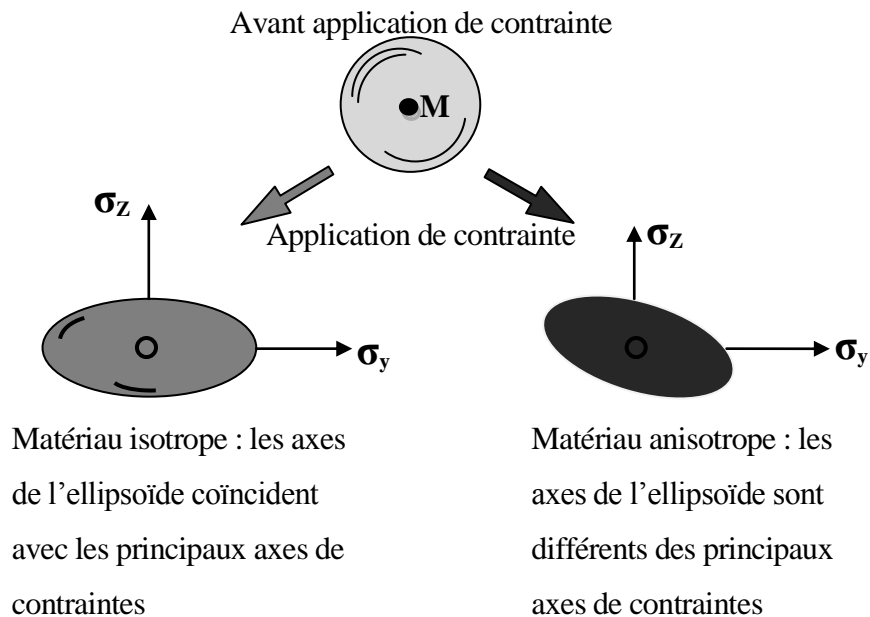 Avant application de contrainte
M
σZ
Application de contrainte
σZ
σy
σy
Matériau isotrope : les axes
de l’ellipsoïde coïncident
avec les principaux axes de
contraintes
Matériau anisotrope : les
axes de l’ellipsoïde sont
différents des principaux
axes de contraintes